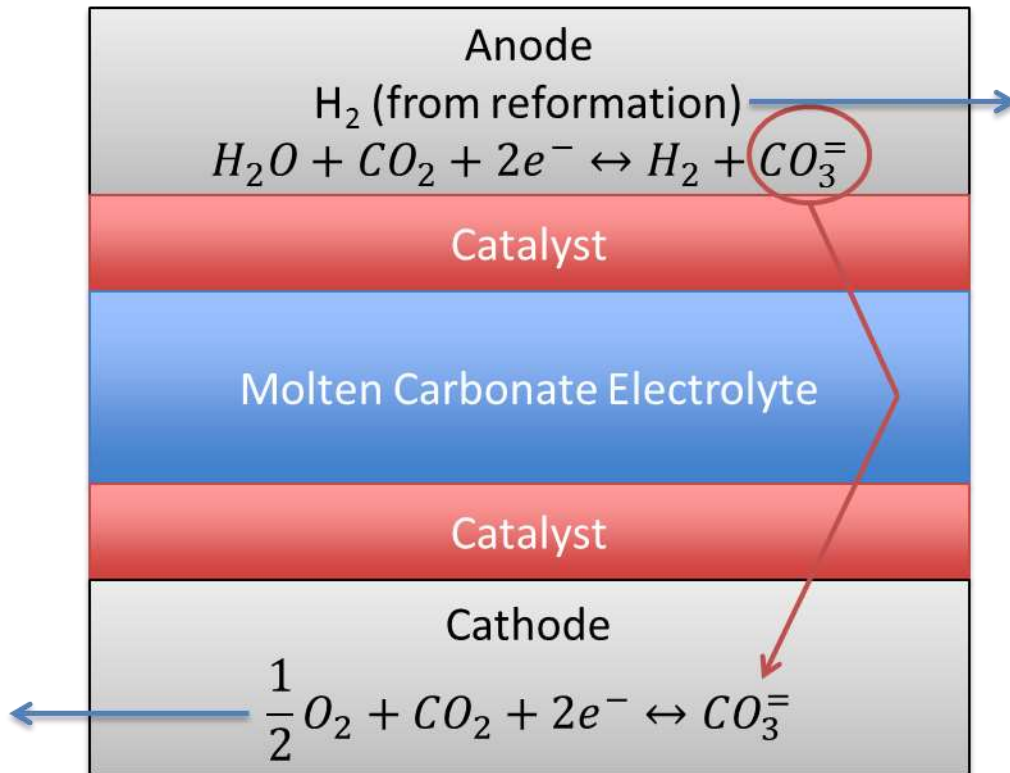 Anode
H₂ (from reformation)
H₂O + CO₂ + 2e⁻ ↔ H₂ + CO₃⁼
Catalyst
Molten Carbonate Electrolyte
Catalyst
Cathode
1/2 O₂ + CO₂ + 2e⁻ ↔ CO₃⁼